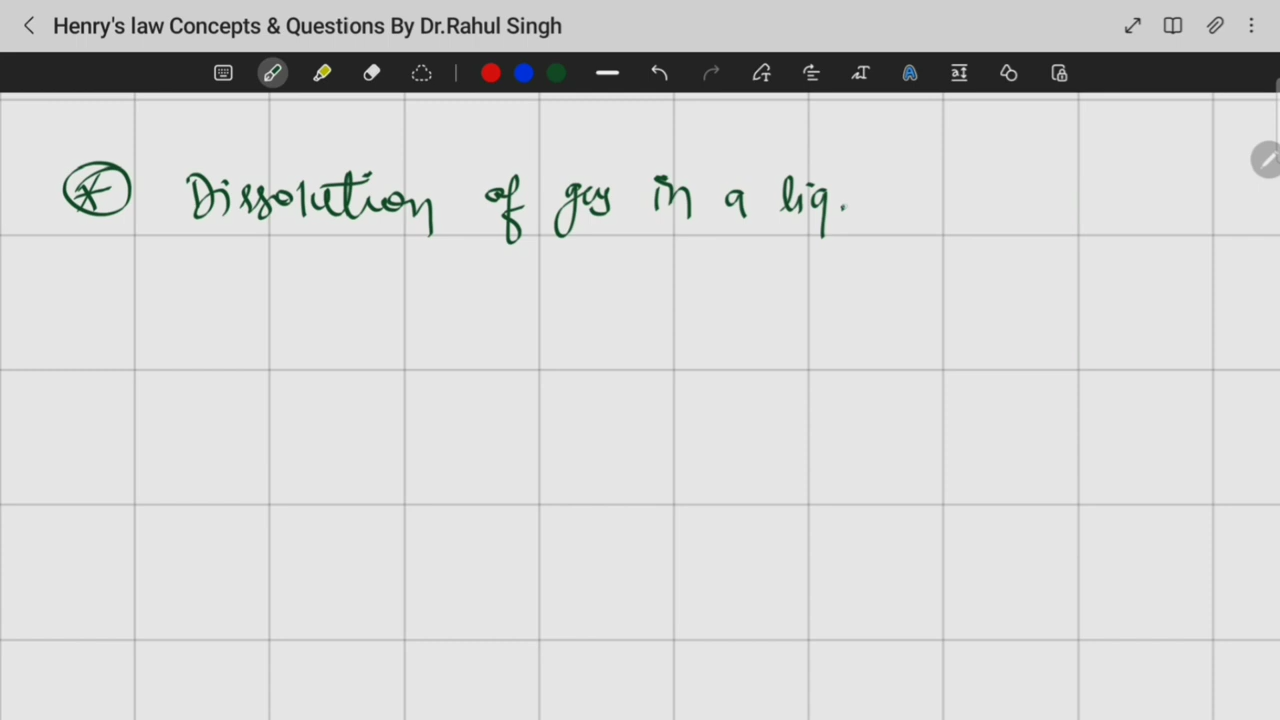 Henry's law Concepts & Questions By Dr.Rahul Singh
Dissolution of gas in a liq.